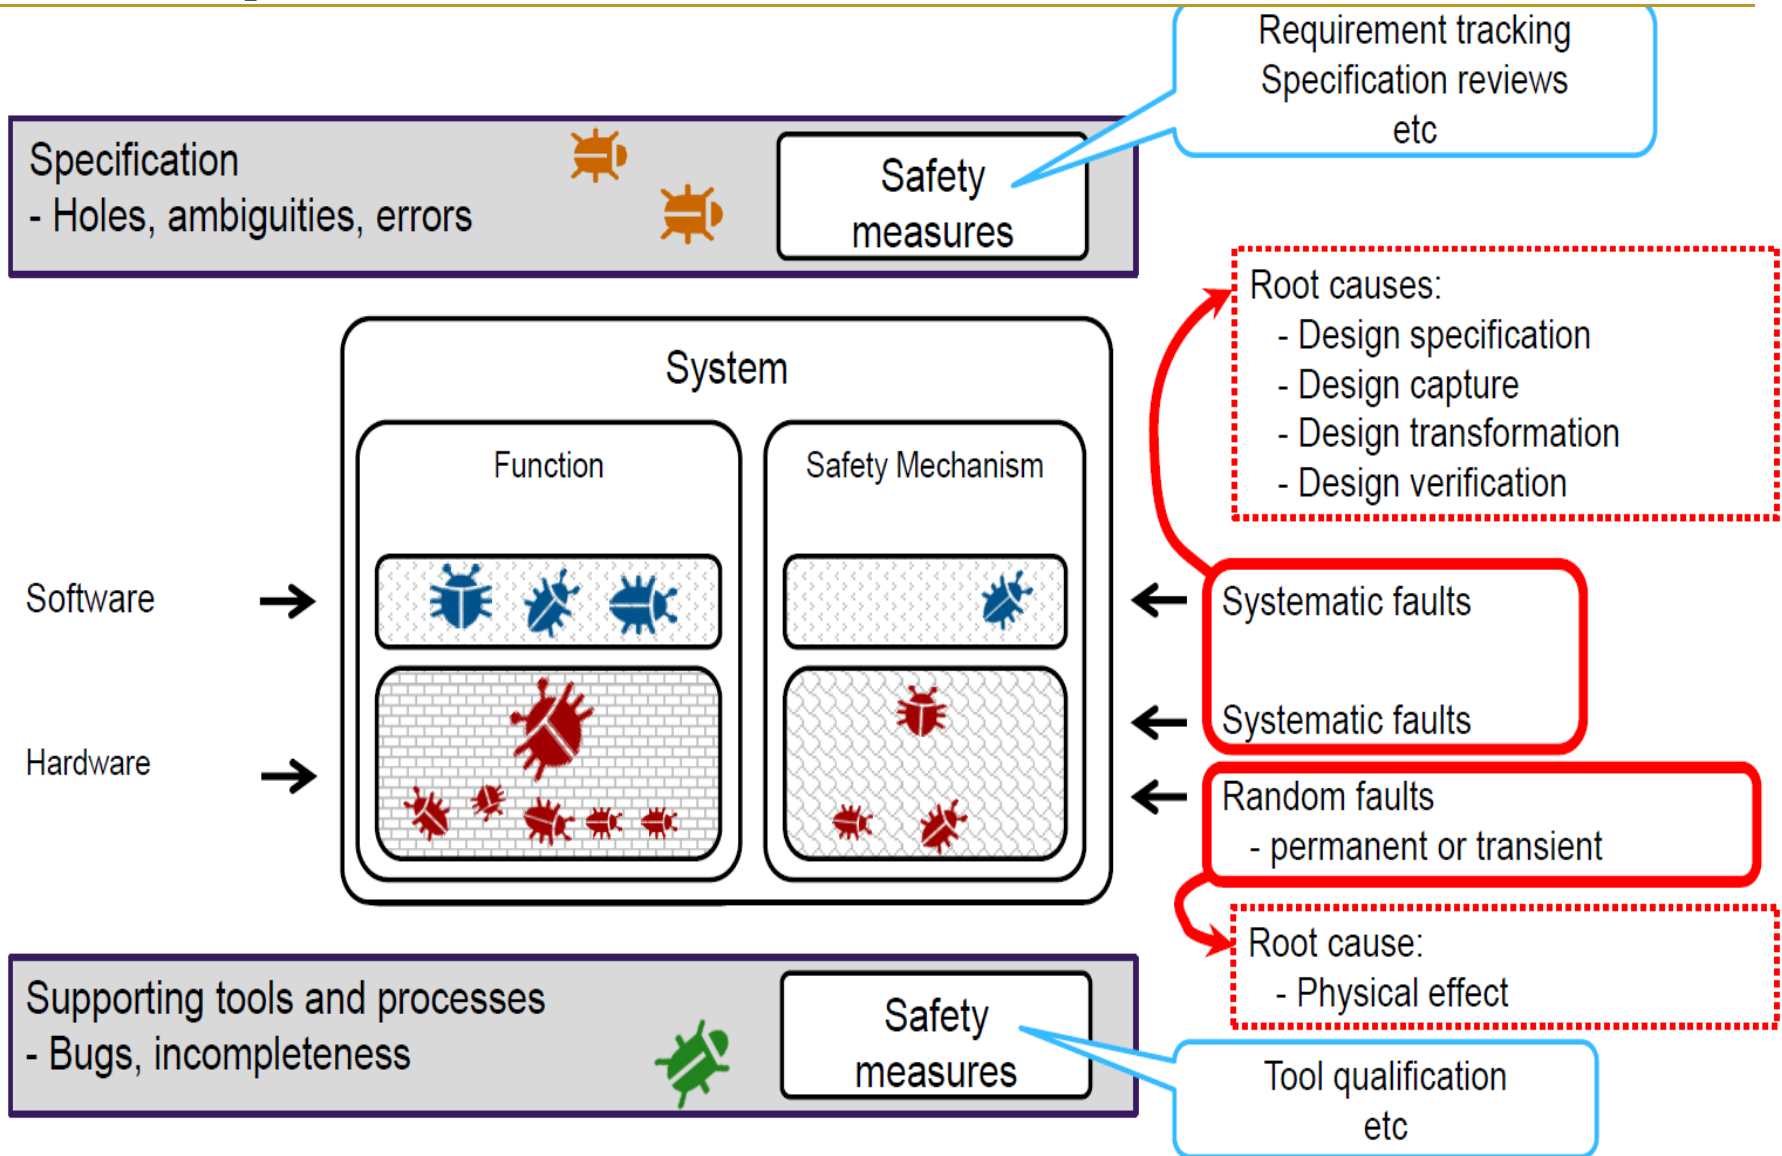 Requirement tracking
Specification reviews
etc
Specification
- Holes, ambiguities, errors
Safety
measures
Root causes:
- Design specification
- Design capture
- Design transformation
- Design verification
System
Function
Safety Mechanism
Software
Systematic faults
Systematic faults
Hardware
Random faults
- permanent or transient
Root cause:
- Physical effect
Supporting tools and processes
- Bugs, incompleteness
Safety
measures
Tool qualification
etc